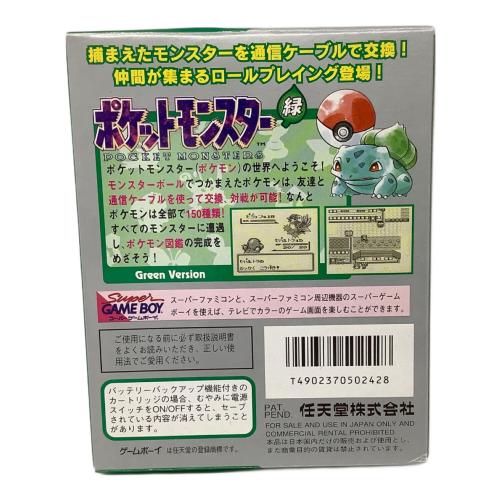 捕まえたモンスターを通信ケーブルで交換!
仲間が集まるロールプレイング登場!
ポケットモンスター 緑
POCKET MONSTERS TM
ポケットモンスター(ポケモン)の世界へようこそ!
モンスターボールでつかまえたポケモンは、友達と
通信ケーブルを使って交換、対戦が可能!なんと
ポケモンは全部で150種類!
すべてのモンスターに遭遇
し、ポケモン図鑑の完成を
めざそう!
Green Version
Super
GAME BOY
スーパーゲームボーイ
スーパーファミコンと、スーパーファミコン周辺機器のスーパーゲーム
ボーイを使えば、テレビでカラーのゲーム画面を楽しむことができます。
ご使用になる前に必ず取扱説明書
をよくお読みいただき、正しい使用
法でご愛用ください。
バッテリーバックアップ機能付きの
カートリッジの場合、むやみに電源
スイッチをON/OFFすると、セーブ
されている内容が消えてしまうことが
あります。
ゲームボーイ は任天堂の登録商標です。
T4902370502428
PAT.
PEND. 任天堂株式会社
FOR SALE AND USE IN JAPAN ONLY AND
COMMERCIAL RENTAL PROHIBITED.
本品は日本国内だけの販売および使用とし、ま
た商業目的の賃貸は禁止されています。